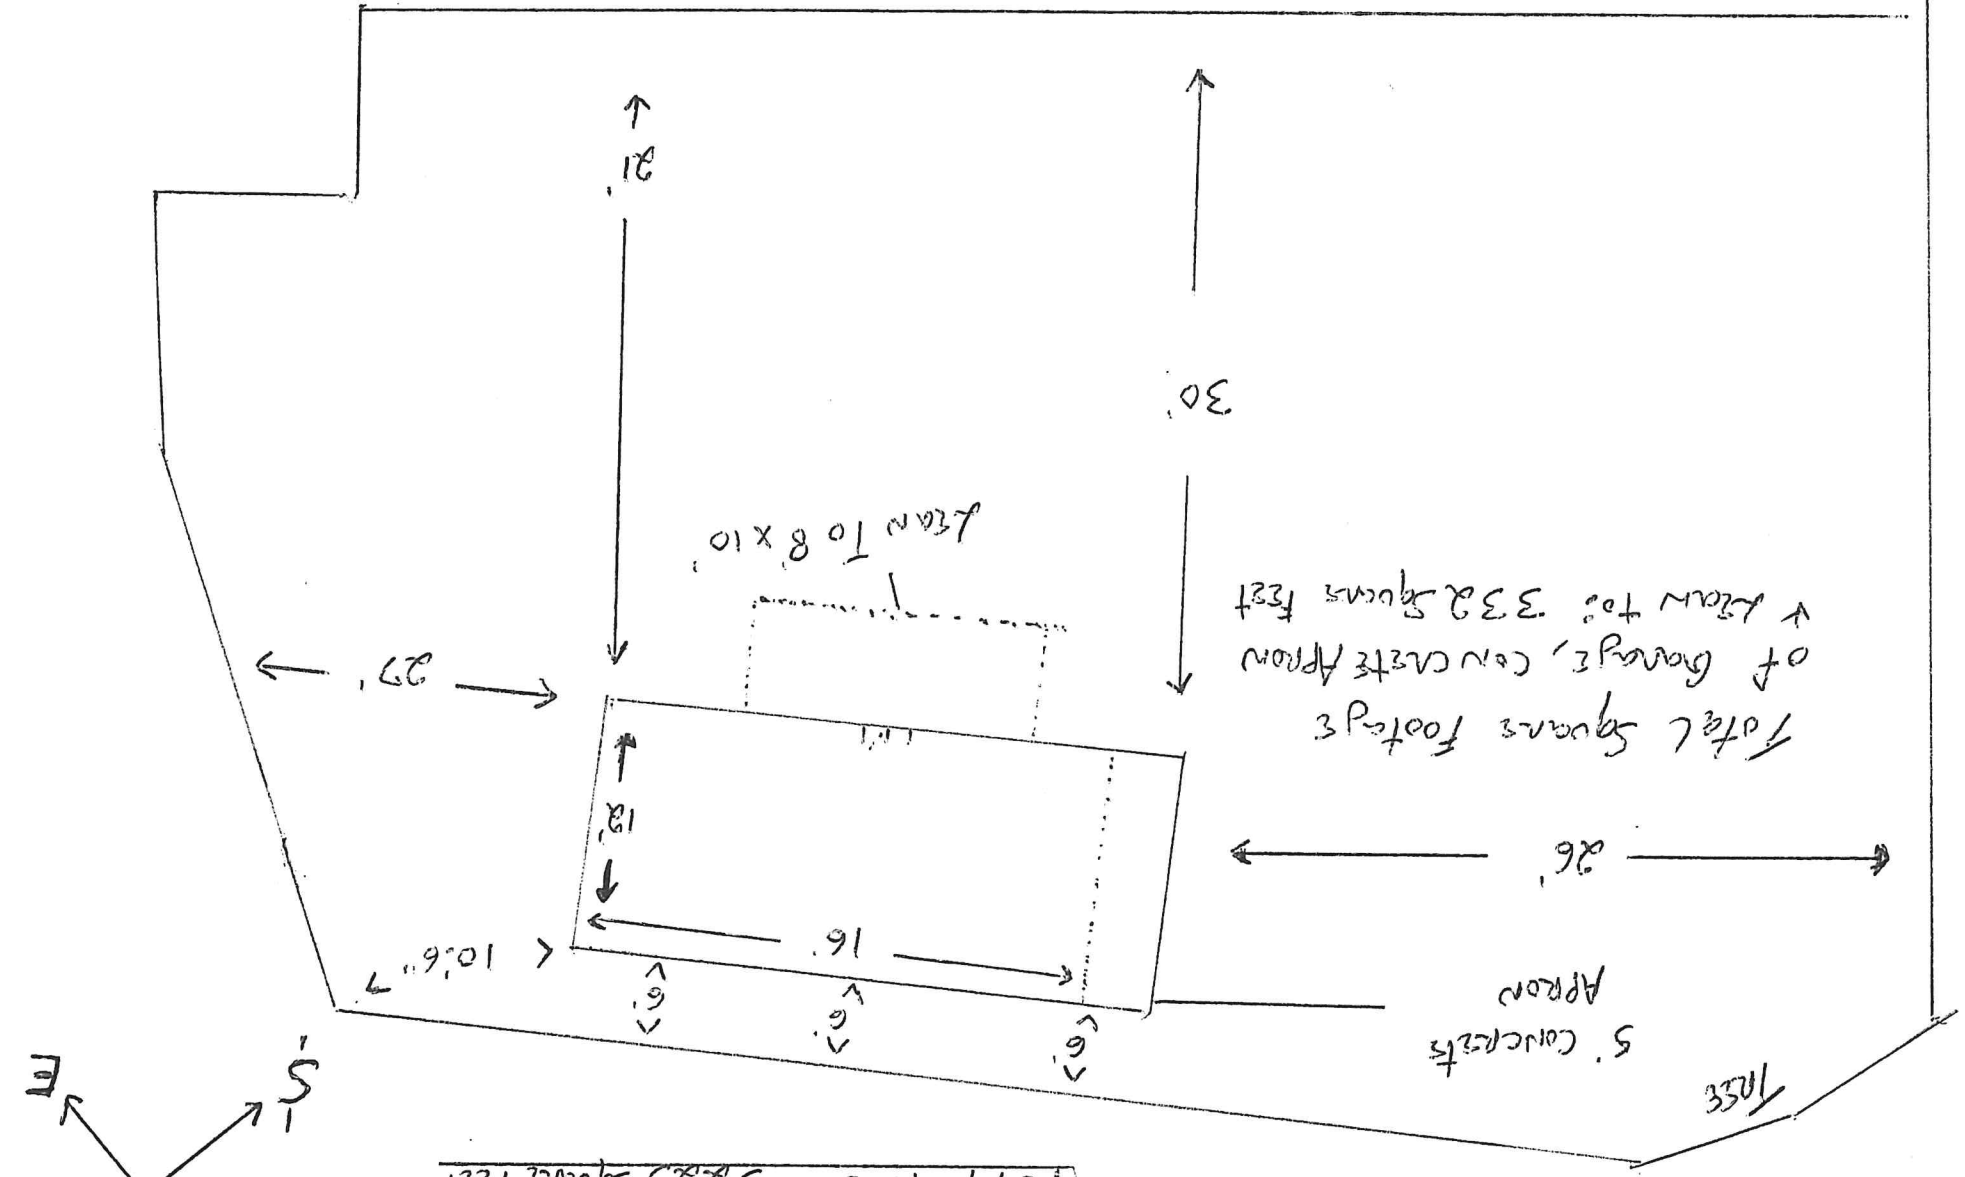 S
E
TREE
5' CONCRETE
APRON
6'
6'
6'
10'6"
16'
12'
26'
Total Square Footage
of Garage, CONCRETE APRON
+ Lean to: 332 Square FEET
27'
Lean To 8' x 10'
30'
21'